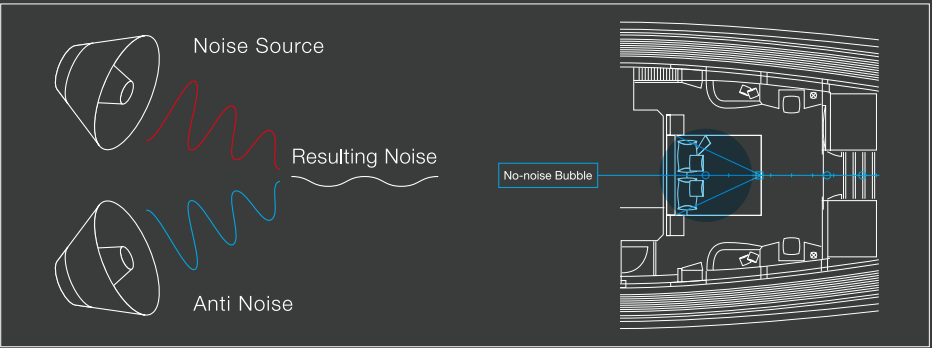 Noise Source
Resulting Noise
No-noise Bubble
Anti Noise